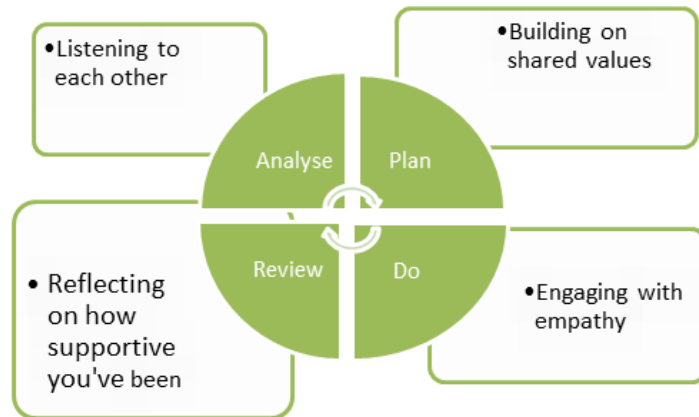 •Listening to
each other
•Building on
shared values
Analyse
Plan
Review
Do
• Reflecting
on how
supportive
you've been
•Engaging with
empathy